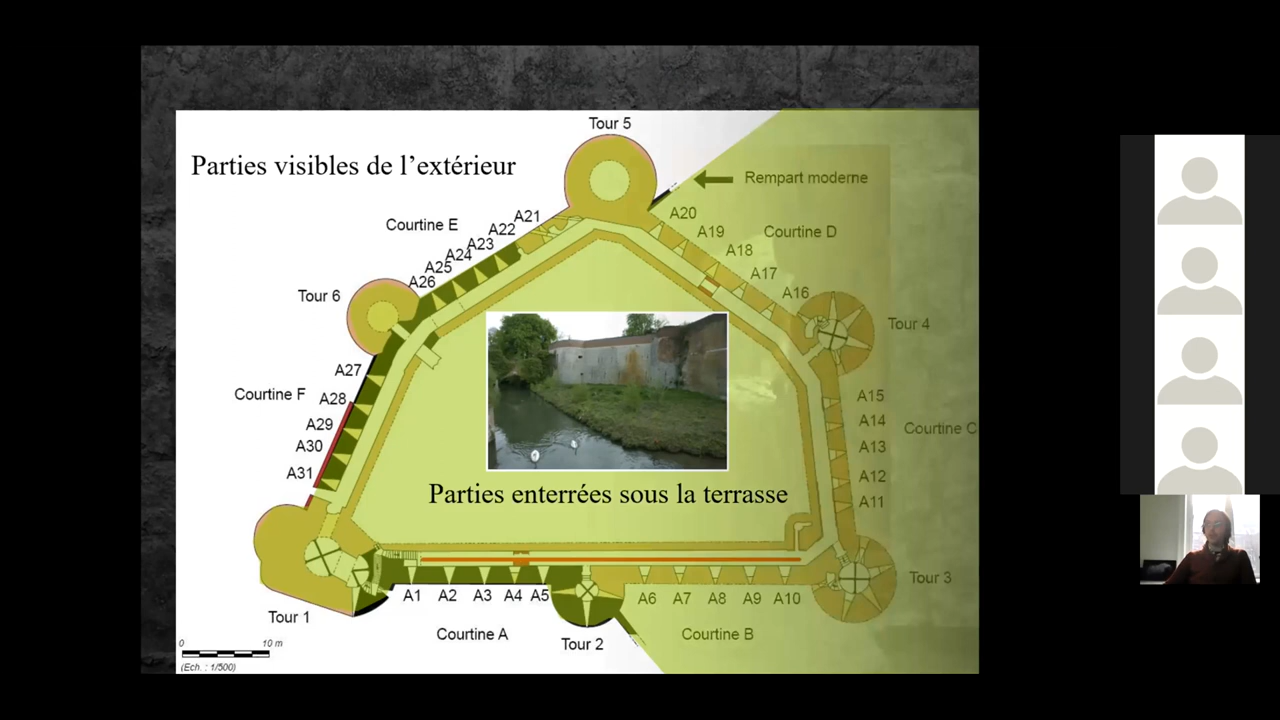 Tour 5
Parties visibles de l’extérieur
Rempart moderne
A20
A21
Courtine E
A22
A19
Courtine D
A23
A18
A24
A25
A17
A26
A16
Tour 6
Tour 4
A27
Courtine F
A28
A15
A29
A14
Courtine C
A30
A13
A31
A12
Parties enterrées sous la terrasse
A11
Tour 3
A1
A2
A3
A4
A5
A6
A7
A8
A9
A10
Tour 1
Courtine A
Tour 2
Courtine B
0
10 m
(Ech. : 1/500)